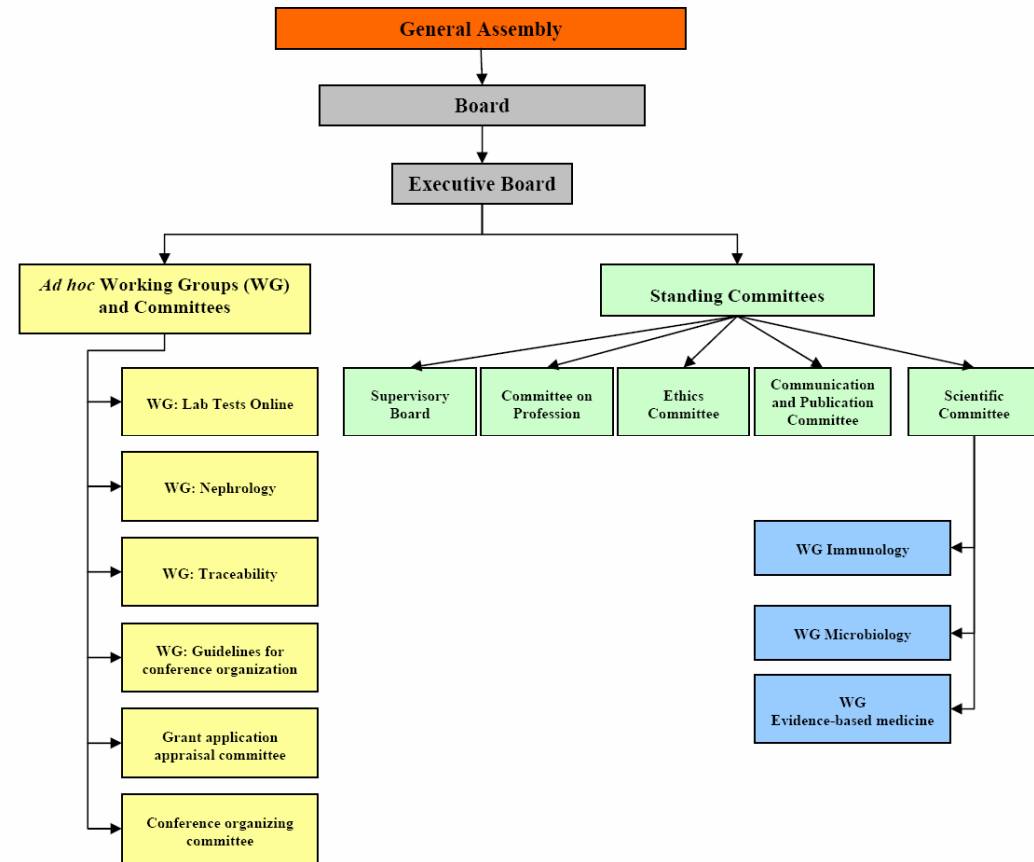 General Assembly
Board
Executive Board
Ad hoc Working Groups (WG)
and Committees
Standing Committees
Supervisory
Board
Committee on
Profession
Ethics
Committee
Communication
and Publication
Committee
Scientific
Committee
WG: Lab Tests Online
WG: Nephrology
WG: Traceability
WG: Guidelines for
conference organization
Grant application
appraisal committee
Conference organizing
committee
WG Immunology
WG Microbiology
WG
Evidence-based medicine